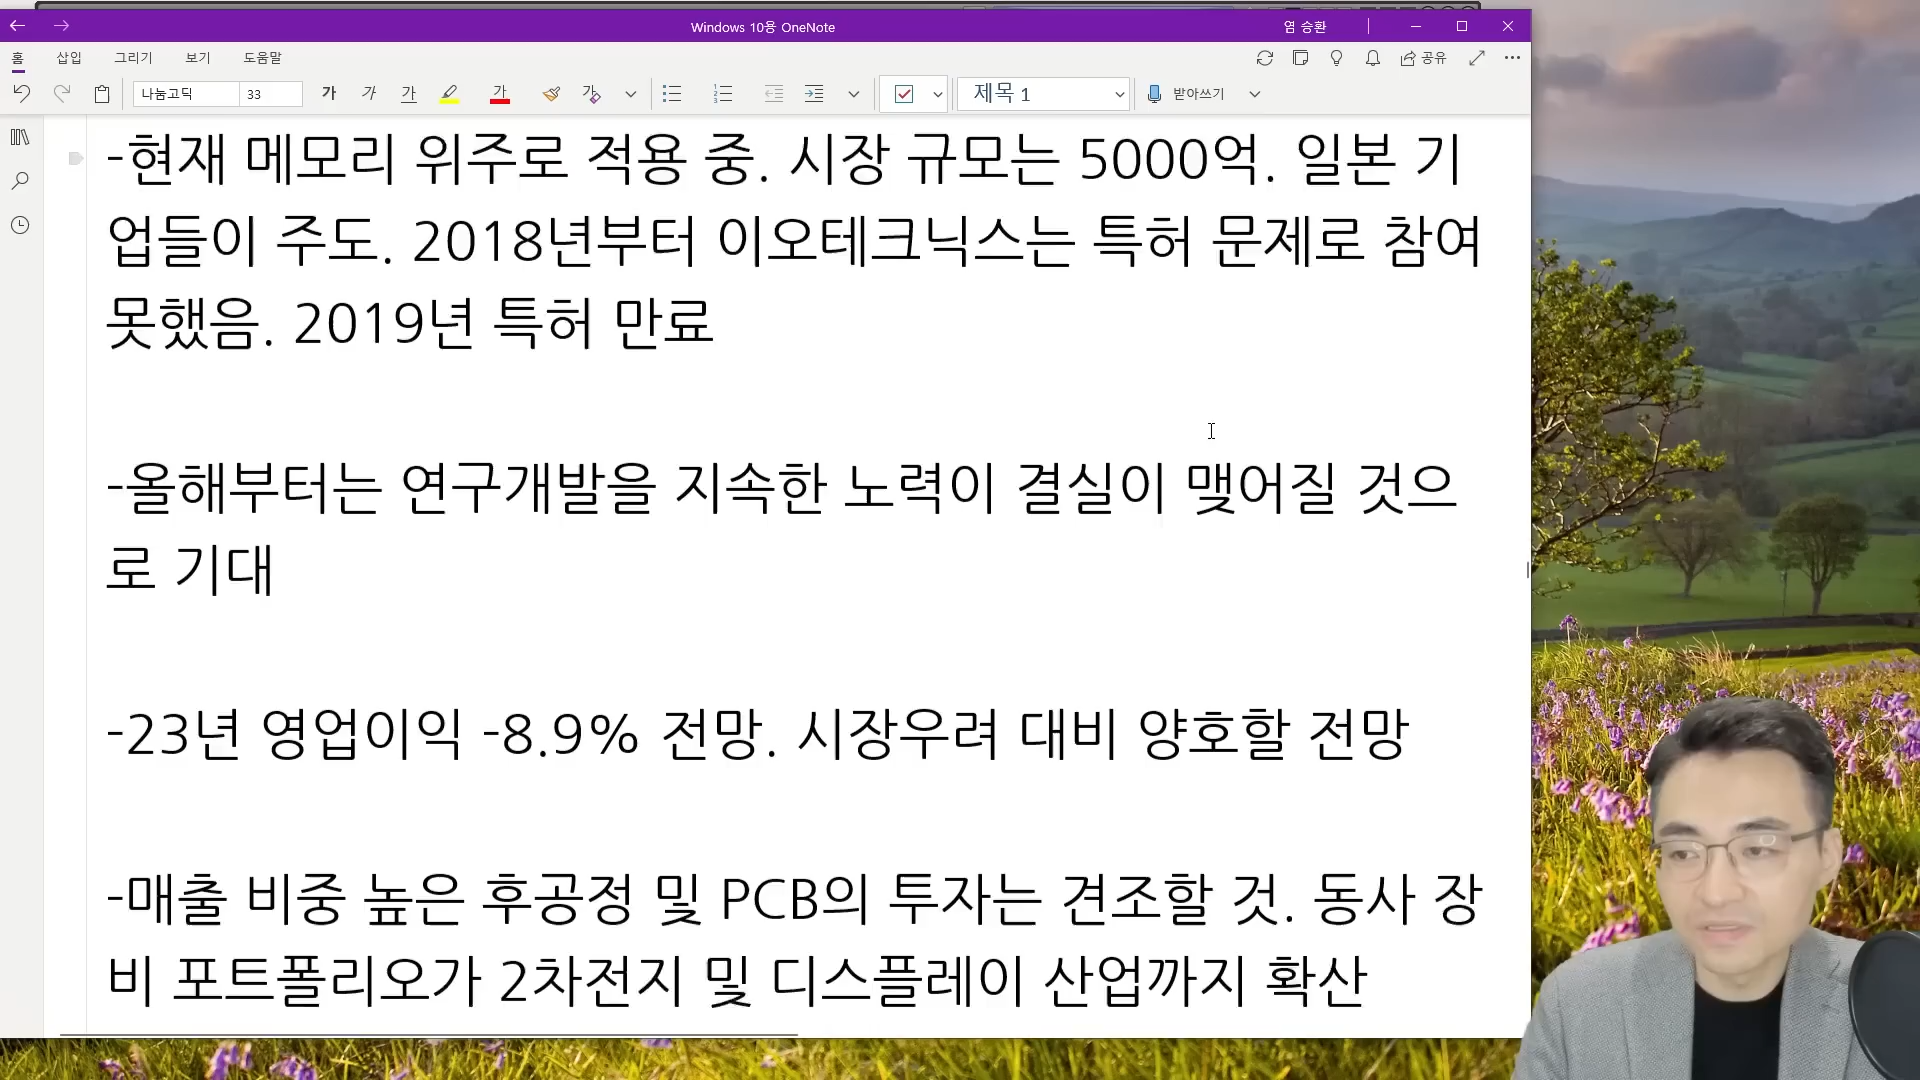 Windows 10용 OneNote
염 승환
홈 삽입 그리기 보기 도움말
공유
나눔고딕 33 가 가 가 가 가 제목 1 받아쓰기
-현재 메모리 위주로 적용 중. 시장 규모는 5000억. 일본 기
업들이 주도. 2018년부터 이오테크닉스는 특허 문제로 참여
못했음. 2019년 특허 만료
-올해부터는 연구개발을 지속한 노력이 결실이 맺어질 것으
로 기대
-23년 영업이익 -8.9% 전망. 시장우려 대비 양호할 전망
-매출 비중 높은 후공정 및 PCB의 투자는 견조할 것. 동사 장
비 포트폴리오가 2차전지 및 디스플레이 산업까지 확산